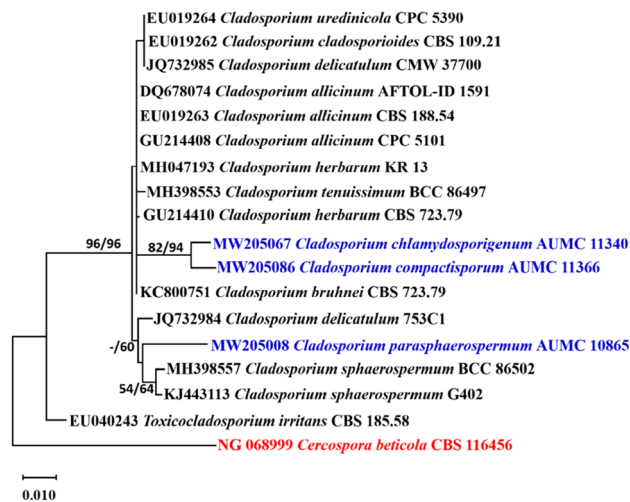 EU019264 Cladosporium uredinicola CPC 5390
EU019262 Cladosporium cladosporioides CBS 109.21
JQ732985 Cladosporium delicatulum CMW 37700
DQ678074 Cladosporium allicinum AFTOL-ID 1591
EU019263 Cladosporium allicinum CBS 188.54
GU214408 Cladosporium allicinum CPC 5101
MH047193 Cladosporium herbarum KR 13
MH398553 Cladosporium tenuissimum BCC 86497
GU214410 Cladosporium herbarum CBS 723.79
96/96
82/94
MW205067 Cladosporium chlamydosporigenum AUMC 11340
MW205086 Cladosporium compactisporum AUMC 11366
KC800751 Cladosporium bruhnei CBS 723.79
JQ732984 Cladosporium delicatulum 753C1
-/60
MW205008 Cladosporium parasphaerospermum AUMC 10865
MH398557 Cladosporium sphaerospermum BCC 86502
54/64
KJ443113 Cladosporium sphaerospermum G402
EU040243 Toxicocladosporium irritans CBS 185.58
NG 068999 Cercospora beticola CBS 116456
0.010